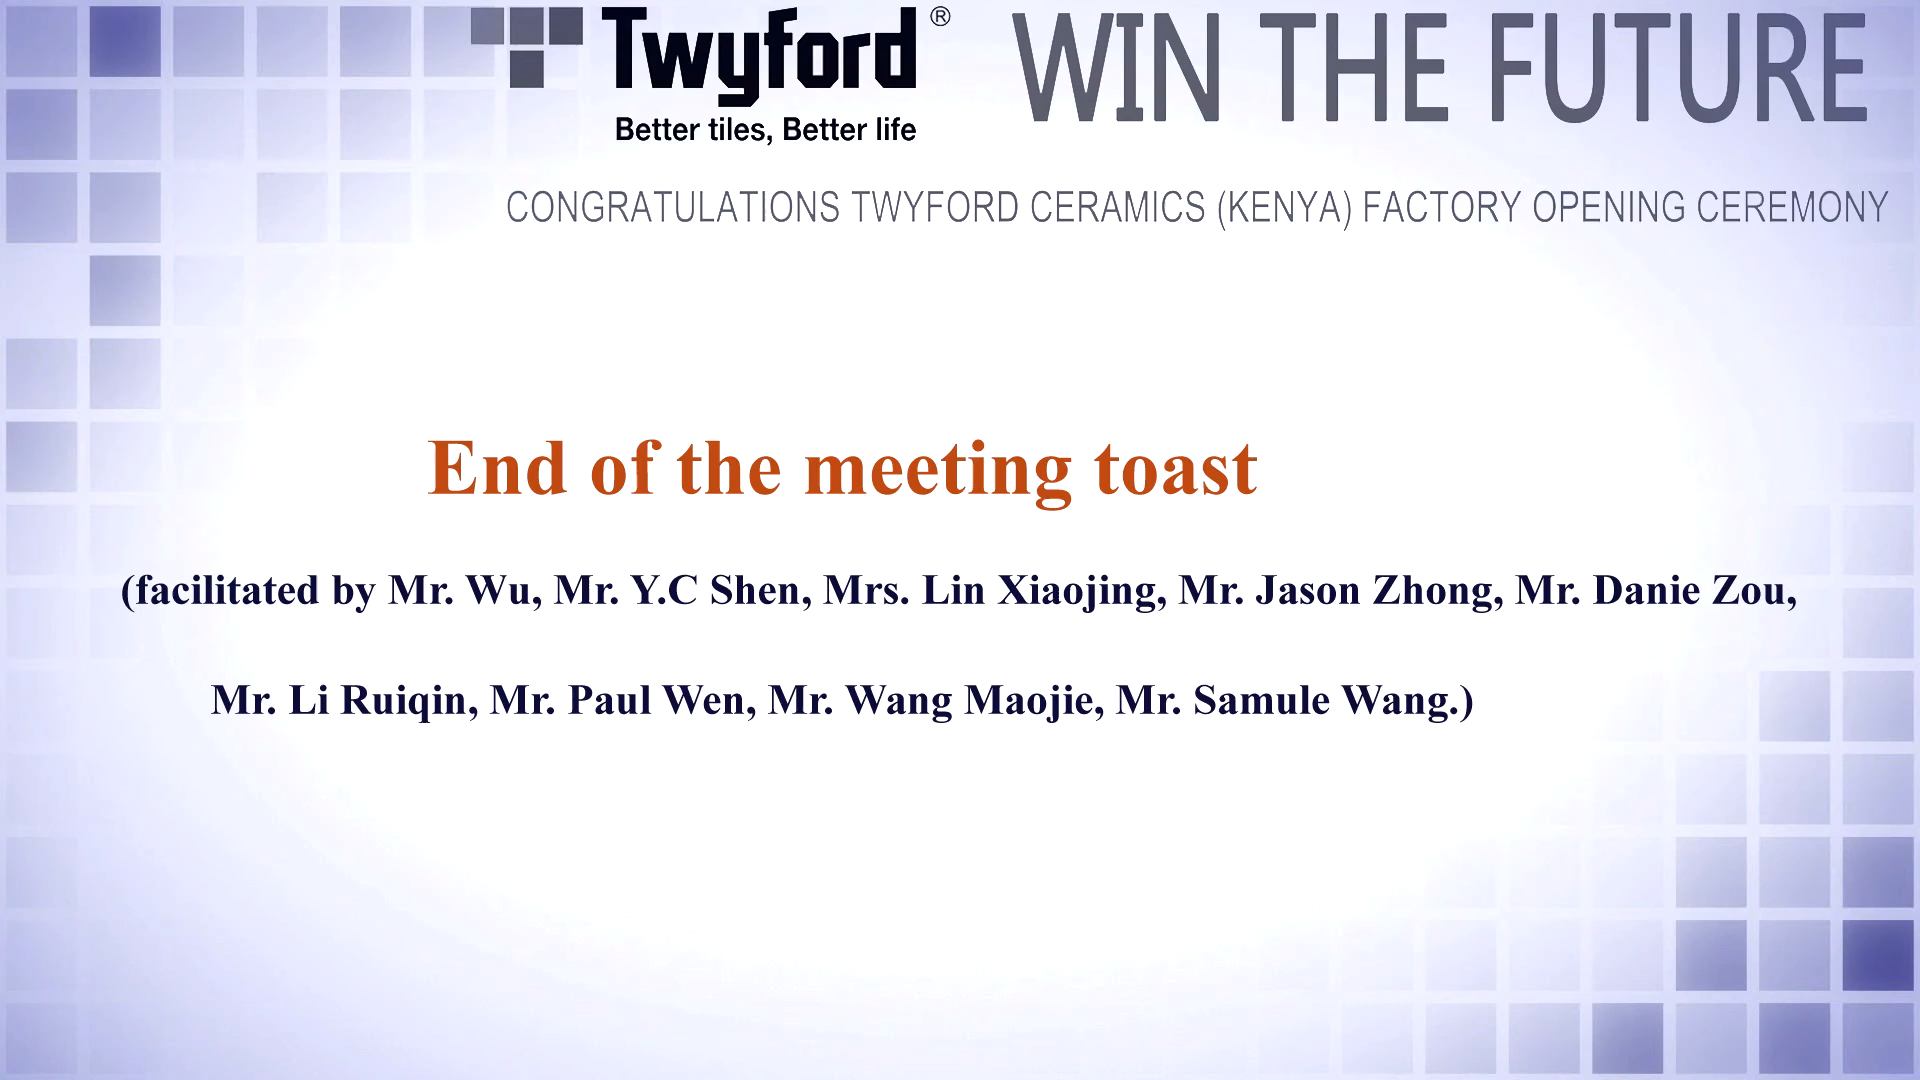 Twyford®
Better tiles, Better life
WIN THE FUTURE
CONGRATULATIONS TWYFORD CERAMICS (KENYA) FACTORY OPENING CEREMONY
End of the meeting toast
(facilitated by Mr. Wu, Mr. Y.C Shen, Mrs. Lin Xiaojing, Mr. Jason Zhong, Mr. Danie Zou,
Mr. Li Ruiqin, Mr. Paul Wen, Mr. Wang Maojie, Mr. Samule Wang.)